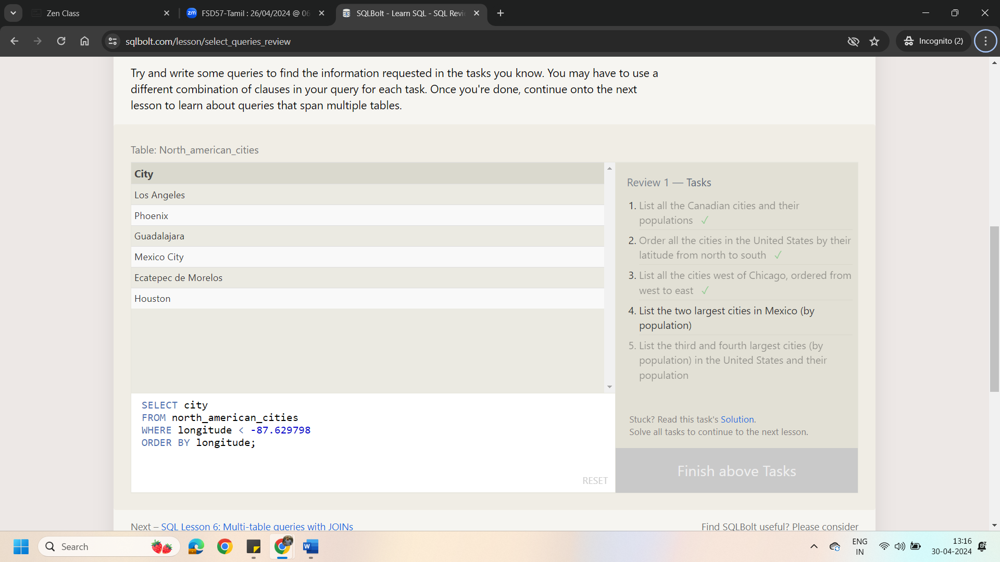 Zen Class
zm FSD57-Tamil : 26/04/2024 @ 06
SQLBolt - Learn SQL - SQL Revi
sqlbolt.com/lesson/select_queries_review
Incognito (2)
Try and write some queries to find the information requested in the tasks you know. You may have to use a
different combination of clauses in your query for each task. Once you're done, continue onto the next
lesson to learn about queries that span multiple tables.
Table: North_american_cities
City
Los Angeles
Phoenix
Guadalajara
Mexico City
Ecatepec de Morelos
Houston
SELECT city
FROM north_american_cities
WHERE longitude < -87.629798
ORDER BY longitude;
RESET
Review 1 — Tasks
1. List all the Canadian cities and their
populations ✓
2. Order all the cities in the United States by their
latitude from north to south ✓
3. List all the cities west of Chicago, ordered from
west to east ✓
4. List the two largest cities in Mexico (by
population)
5. List the third and fourth largest cities (by
population) in the United States and their
population
Stuck? Read this task's Solution.
Solve all tasks to continue to the next lesson.
Finish above Tasks
Next – SQL Lesson 6: Multi-table queries with JOINs
Find SQLBolt useful? Please consider
Search
ENG
IN
13:16
30-04-2024